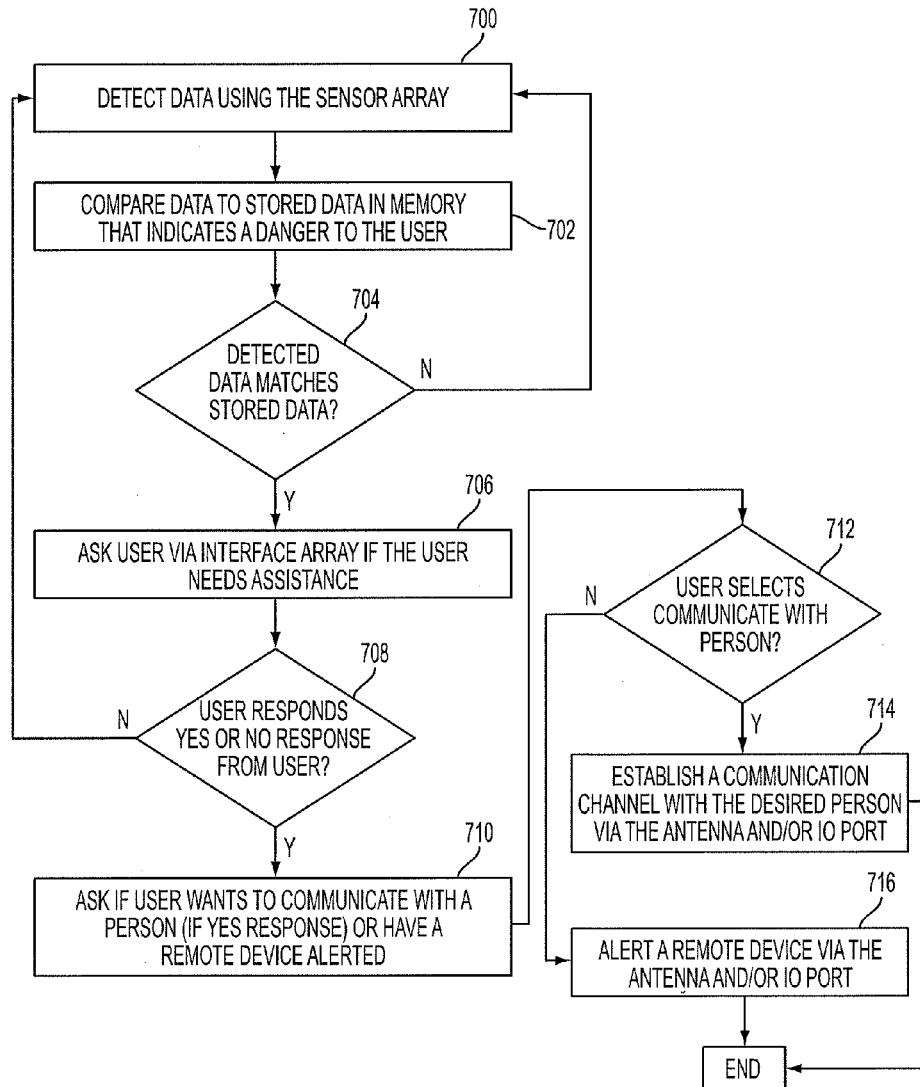 700
DETECT DATA USING THE SENSOR ARRAY
COMPARE DATA TO STORED DATA IN MEMORY
THAT INDICATES A DANGER TO THE USER
702
704
DETECTED
DATA MATCHES
STORED DATA?
N
Y
706
ASK USER VIA INTERFACE ARRAY IF THE USER
NEEDS ASSISTANCE
708
USER RESPONDS
YES OR NO RESPONSE
FROM USER?
N
Y
710
ASK IF USER WANTS TO COMMUNICATE WITH A
PERSON (IF YES RESPONSE) OR HAVE A
REMOTE DEVICE ALERTED
712
USER SELECTS
COMMUNICATE WITH
PERSON?
N
Y
714
ESTABLISH A COMMUNICATION
CHANNEL WITH THE DESIRED PERSON
VIA THE ANTENNA AND/OR IO PORT
716
ALERT A REMOTE DEVICE VIA THE
ANTENNA AND/OR IO PORT
END